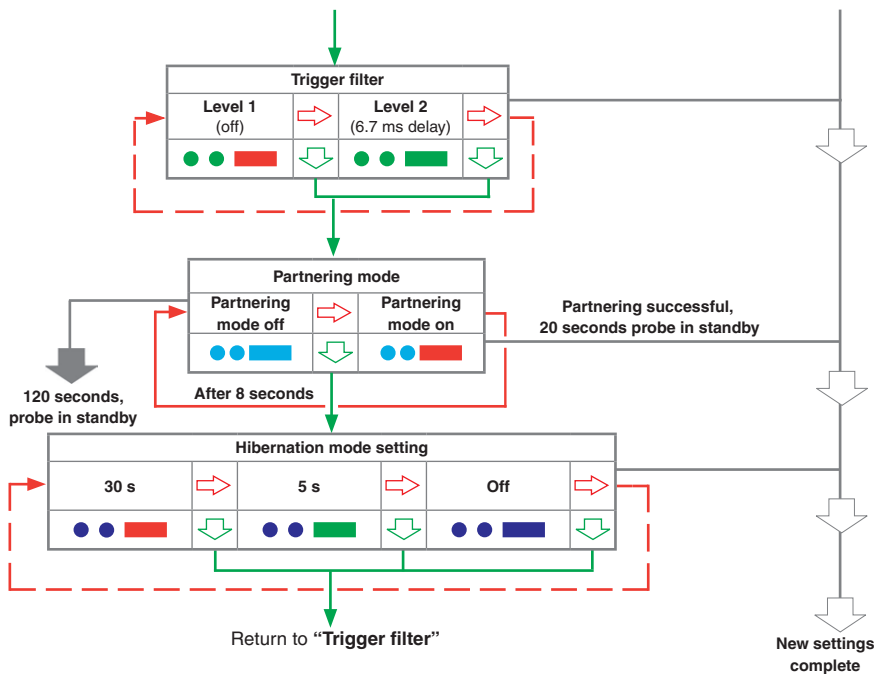 Trigger filter
Level 1
(off)
Level 2
(6.7 ms delay)
Partnering mode
Partnering
mode off
Partnering
mode on
Partnering successful,
20 seconds probe in standby
After 8 seconds
120 seconds,
probe in standby
Hibernation mode setting
30 s
5 s
Off
Return to “Trigger filter”
New settings
complete